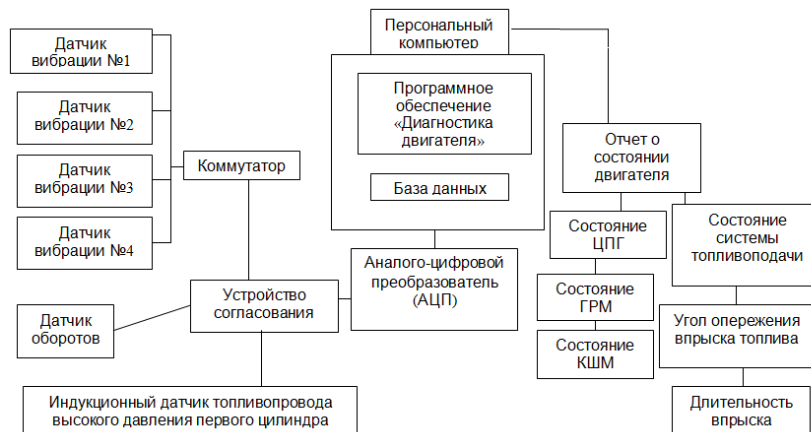 Датчик
вибрации №1
Датчик
вибрации №2
Датчик
вибрации №3
Датчик
вибрации №4
Коммутатор
Датчик
оборотов
Устройство
согласования
Индукционный датчик топливопровода
высокого давления первого цилиндра
Персональный
компьютер
Программное
обеспечение
«Диагностика
двигателя»
База данных
Аналого-цифровой
преобразователь
(АЦП)
Отчет о
состоянии
двигателя
Состояние
ЦПГ
Состояние
ГРМ
Состояние
КШМ
Состояние
системы
топливоподачи
Угол опережения
впрыска топлива
Длительность
впрыска